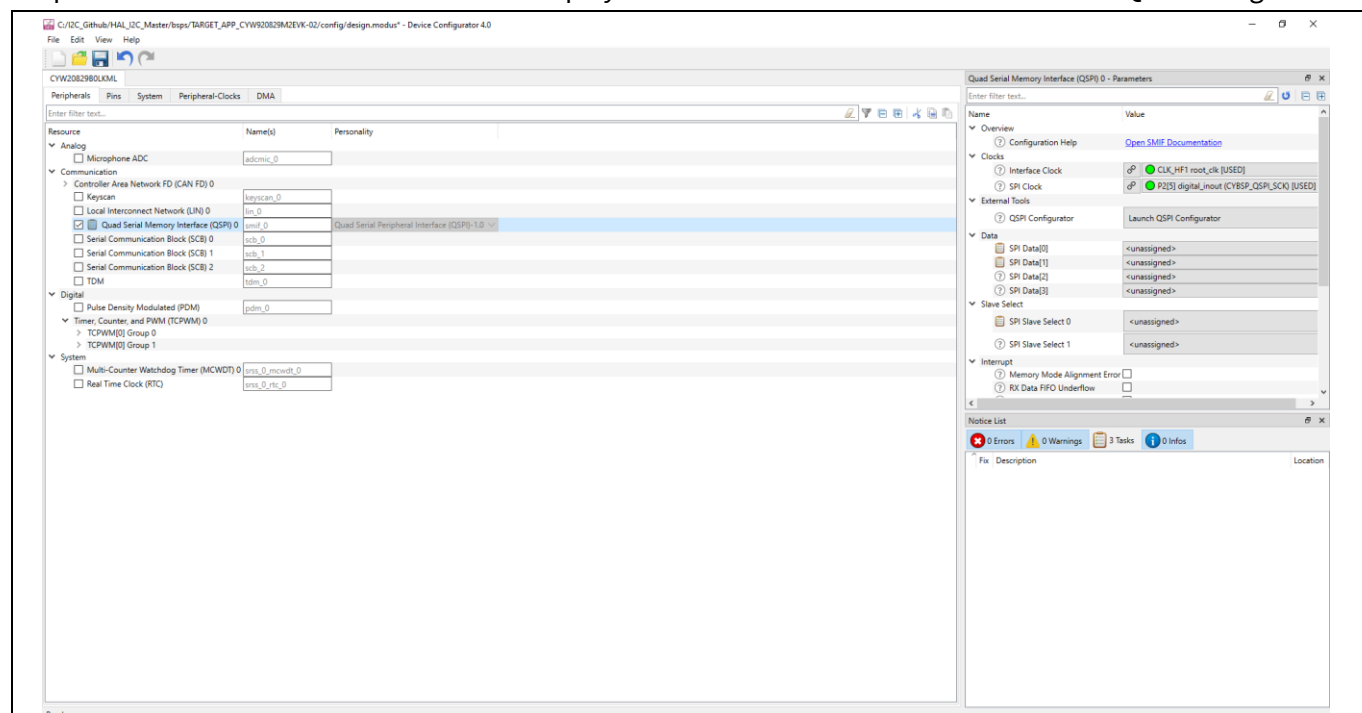 C:/I2C_Github/HAL_I2C_Master/bsps/TARGET_APP_CYW920829M2EVK-02/config/design.modus* - Device Configurator 4.0
File Edit View Help
CYW20829B0LKML
Peripherals Pins System Peripheral-Clocks DMA
Enter filter text...
Resource Name(s) Personality
Analog
Microphone ADC adcmic_0
Communication
Controller Area Network FD (CAN FD) 0
Keyscan keyscan_0
Local Interconnect Network (LIN) 0 lin_0
Quad Serial Memory Interface (QSPI) 0 smif_0 Quad Serial Peripheral Interface (QSPI)-1.0
Serial Communication Block (SCB) 0 scb_0
Serial Communication Block (SCB) 1 scb_1
Serial Communication Block (SCB) 2 scb_2
TDM tdm_0
Digital
Pulse Density Modulated (PDM) pdm_0
Timer, Counter, and PWM (TCPWM) 0
TCPWM[0] Group 0
TCPWM[0] Group 1
System
Multi-Counter Watchdog Timer (MCWDT) 0 srss_0_mcwdt_0
Real Time Clock (RTC) srss_0_rtc_0
Quad Serial Memory Interface (QSPI) 0 - Parameters
Enter filter text...
Name Value
Overview
Configuration Help Open SMIF Documentation
Clocks
Interface Clock CLK_HF1 root_clk [USED]
SPI Clock P2[5] digital_inout (CYBSP_QSPI_SCK) [USED]
External Tools
QSPI Configurator Launch QSPI Configurator
Data
SPI Data[0] <unassigned>
SPI Data[1] <unassigned>
SPI Data[2] <unassigned>
SPI Data[3] <unassigned>
Slave Select
SPI Slave Select 0 <unassigned>
SPI Slave Select 1 <unassigned>
Interrupt
Memory Mode Alignment Error
RX Data FIFO Underflow
Notice List
0 Errors 0 Warnings 3 Tasks 0 Infos
Fix Description Location